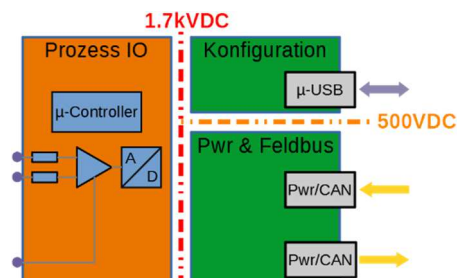 1.7kVDC
Prozess IO
Konfiguration
µ-Controller
µ-USB
500VDC
Pwr & Feldbus
A
D
Pwr/CAN
Pwr/CAN